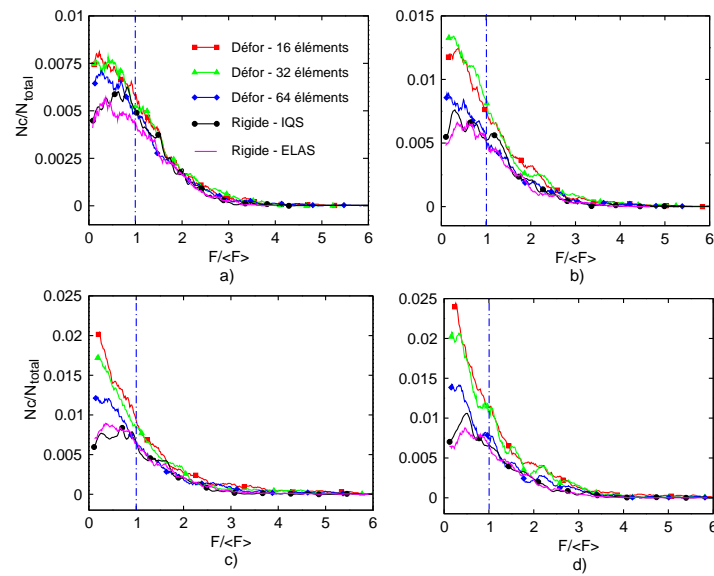 0.01
0.0075
0.005
0.0025
0
Nc/N_total
0 1 2 3 4 5 6
F/<F>
a)
Défor - 16 éléments
Défor - 32 éléments
Défor - 64 éléments
Rigide - IQS
Rigide - ELAS
0.015
0.01
0.005
0
0 1 2 3 4 5 6
F/<F>
b)
0.025
0.02
0.015
0.01
0.005
0
Nc/N_total
0 1 2 3 4 5 6
F/<F>
c)
0.025
0.02
0.015
0.01
0.005
0
0 1 2 3 4 5 6
F/<F>
d)